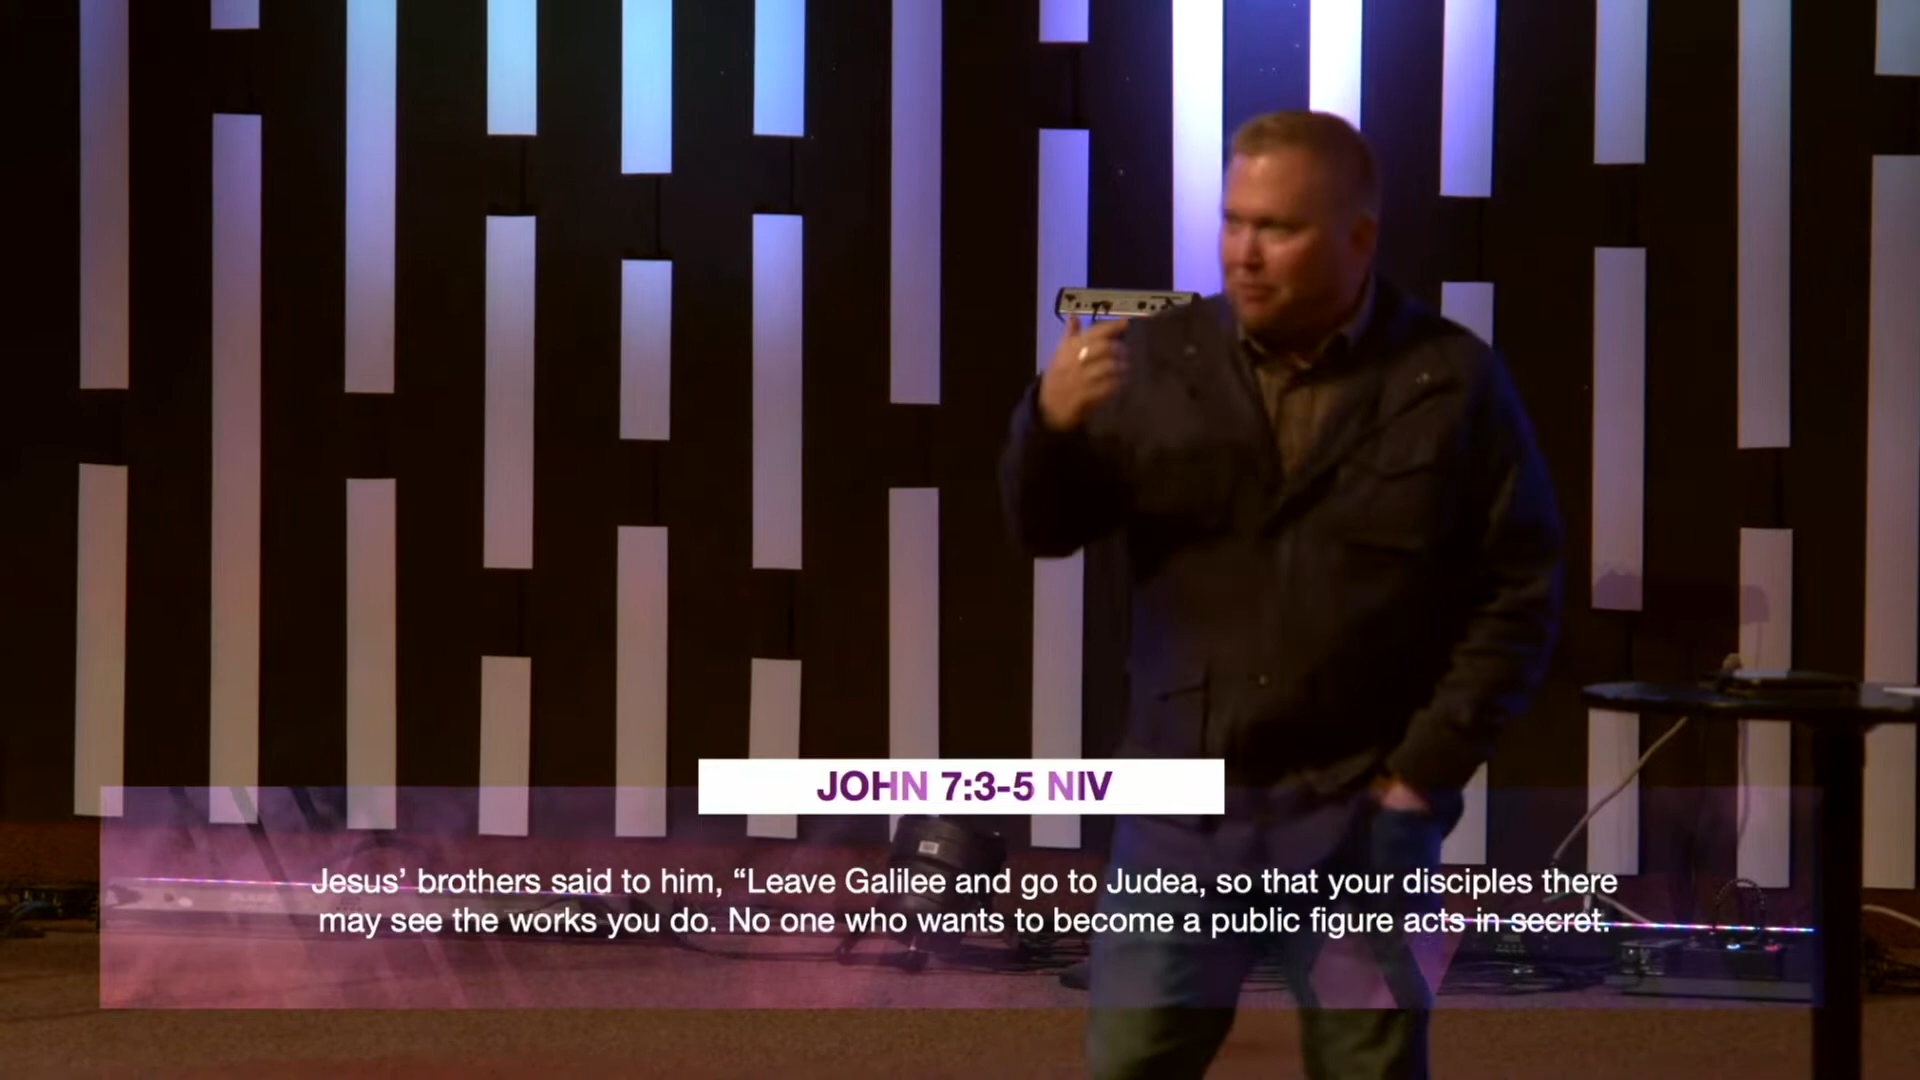 JOHN 7:3-5 NIV
Jesus’ brothers said to him, “Leave Galilee and go to Judea, so that your disciples there
may see the works you do. No one who wants to become a public figure acts in secret.